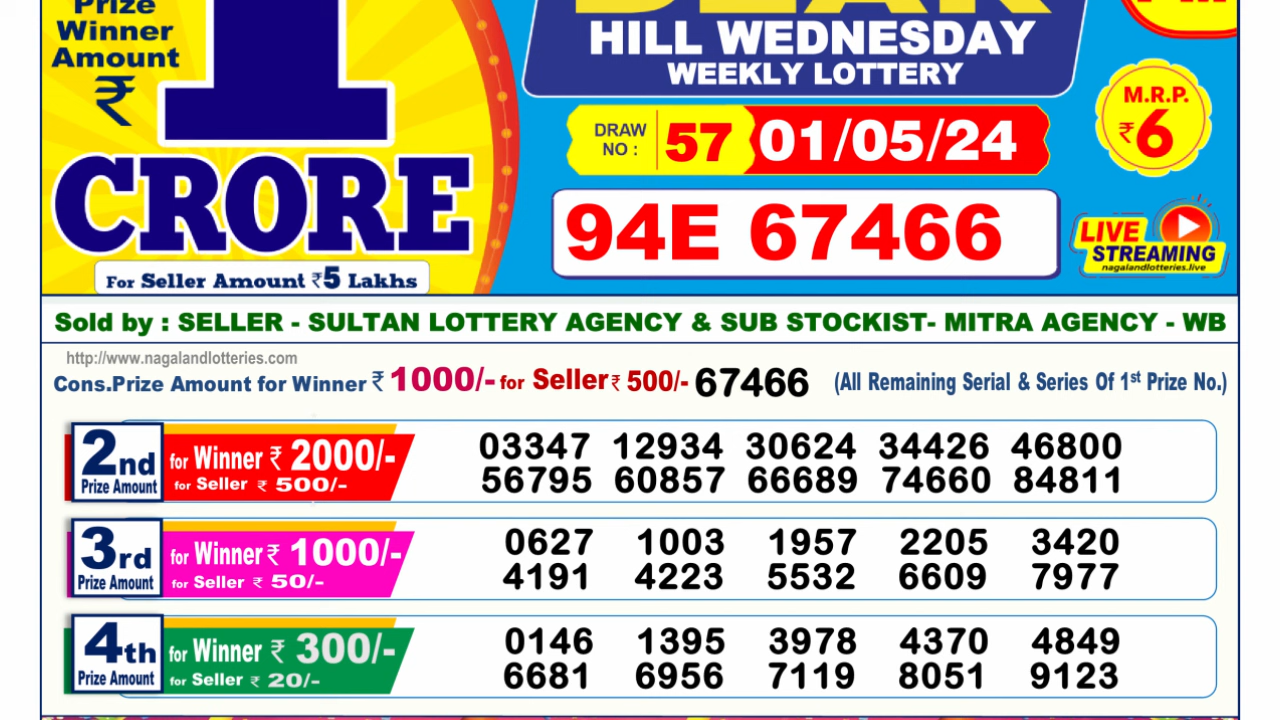 Prize
Winner
Amount
₹
1
CRORE
For Seller Amount ₹5 Lakhs
DEAR
HILL WEDNESDAY
WEEKLY LOTTERY
DRAW
NO :
57
01/05/24
M.R.P.
₹6
94E 67466
LIVE
STREAMING
nagalandlotteries.live
Sold by : SELLER - SULTAN LOTTERY AGENCY & SUB STOCKIST- MITRA AGENCY - WB
http://www.nagalandlotteries.com
Cons.Prize Amount for Winner ₹ 1000/- for Seller ₹ 500/- 67466 (All Remaining Serial & Series Of 1st Prize No.)
2nd
Prize Amount
for Winner ₹ 2000/-
for Seller ₹ 500/-
03347 12934 30624 34426 46800
56795 60857 66689 74660 84811
3rd
Prize Amount
for Winner ₹ 1000/-
for Seller ₹ 50/-
0627 1003 1957 2205 3420
4191 4223 5532 6609 7977
4th
Prize Amount
for Winner ₹ 300/-
for Seller ₹ 20/-
0146 1395 3978 4370 4849
6681 6956 7119 8051 9123